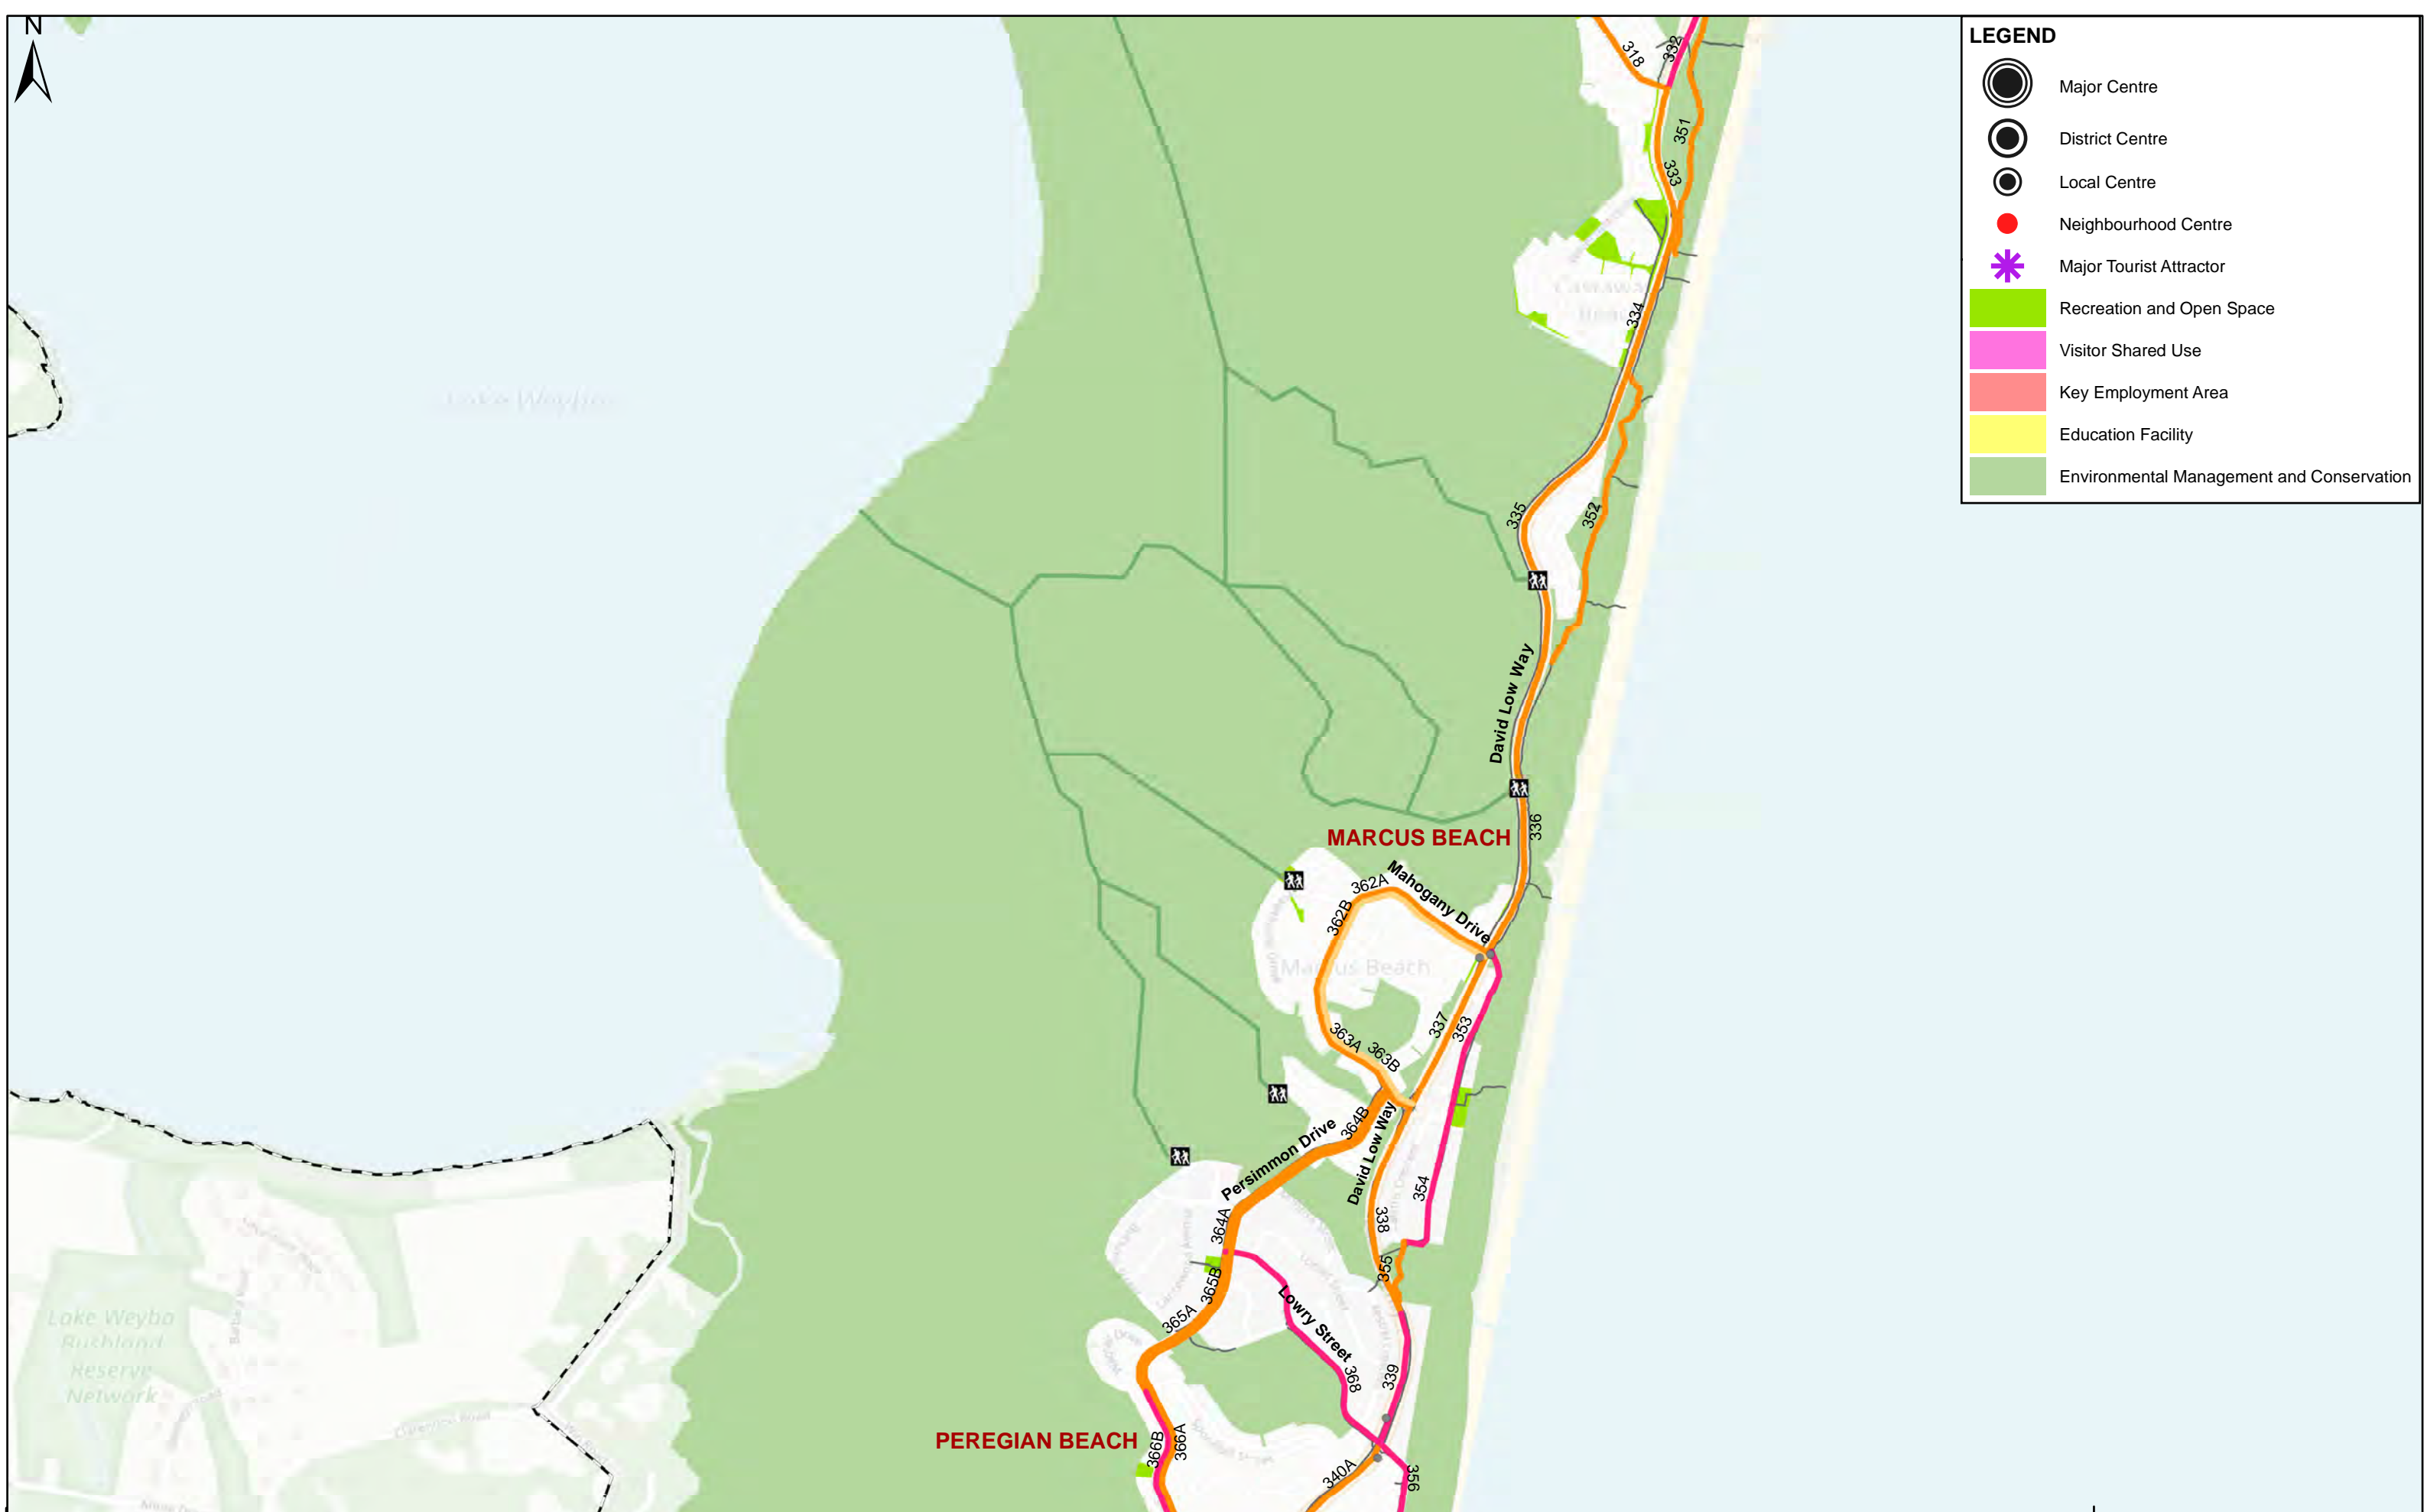 N
LEGEND
Major Centre
District Centre
Local Centre
Neighbourhood Centre
Major Tourist Attractor
Recreation and Open Space
Visitor Shared Use
Key Employment Area
Education Facility
Environmental Management and Conservation
318
332
351
333
334
Lake Weyba
335
352
David Low Way
336
MARCUS BEACH
Mahogany Drive
362A
362B
Marcus Beach
337
353
363A
363B
364B
David Low Way
Persimmon Drive
354
364A
338
355
365B
365A
Lowry Street
368
339
Lake Weyba
Bushland
Reserve
Network
PEREGIAN BEACH
366B
366A
340A
356